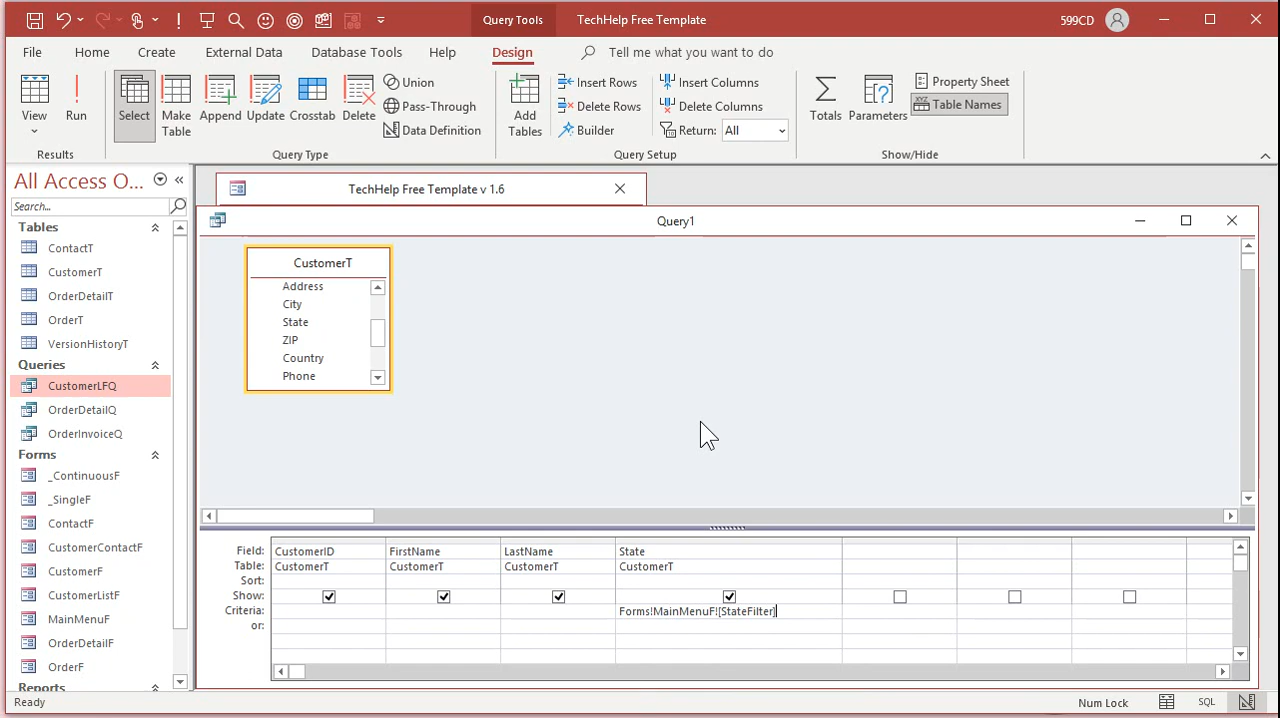 Query Tools
TechHelp Free Template
599CD
File
Home
Create
External Data
Database Tools
Help
Design
Tell me what you want to do
View
Run
Select
Make Table
Append
Update
Crosstab
Delete
Union
Pass-Through
Data Definition
Add Tables
Insert Rows
Delete Rows
Builder
Insert Columns
Delete Columns
Return: All
Totals
Parameters
Property Sheet
Table Names
Results
Query Type
Query Setup
Show/Hide
All Access O...
Search...
Tables
ContactT
CustomerT
OrderDetailT
OrderT
VersionHistoryT
Queries
CustomerLFQ
OrderDetailQ
OrderInvoiceQ
Forms
_ContinuousF
_SingleF
ContactF
CustomerContactF
CustomerF
CustomerListF
MainMenuF
OrderDetailF
OrderF
Reports
TechHelp Free Template v 1.6
Query1
CustomerT
Address
City
State
ZIP
Country
Phone
Field: CustomerID FirstName LastName State
Table: CustomerT CustomerT CustomerT CustomerT
Sort:
Show:
Criteria: Forms!MainMenuF![StateFilter]
or:
Ready
Num Lock
SQL